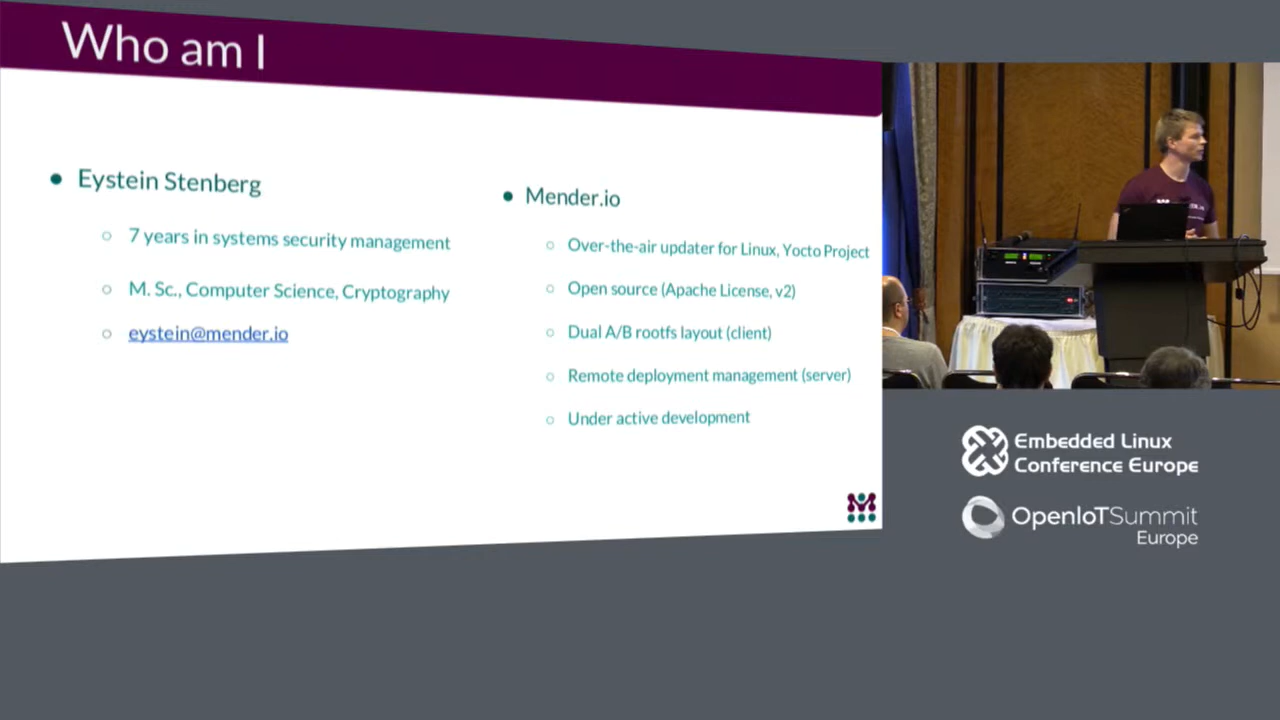 Who am I
Eystein Stenberg
7 years in systems security management
M. Sc., Computer Science, Cryptography
eystein@mender.io
Mender.io
Over-the-air updater for Linux, Yocto Project
Open source (Apache License, v2)
Dual A/B rootfs layout (client)
Remote deployment management (server)
Under active development
Embedded Linux
Conference Europe
OpenIoTSummit
Europe